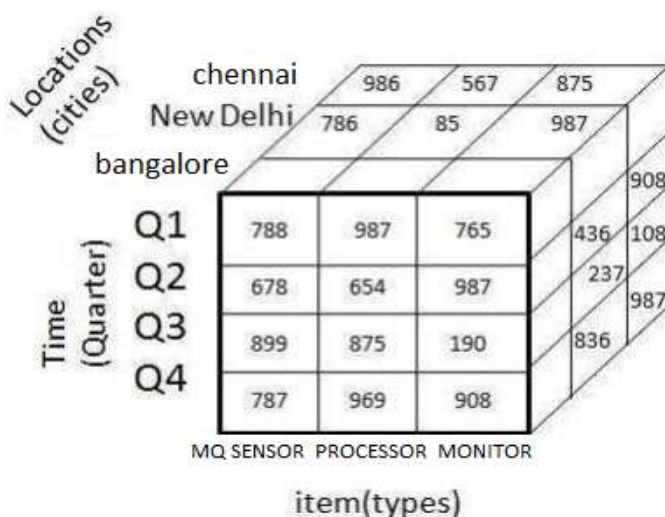 Locations
(cities)
chennai
New Delhi
bangalore
986 567 875
786 85 987
Time
(Quarter)
Q1
Q2
Q3
Q4
788 987 765
678 654 987
899 875 190
787 969 908
908
436 108
237
987
836
MQ SENSOR PROCESSOR MONITOR
item(types)